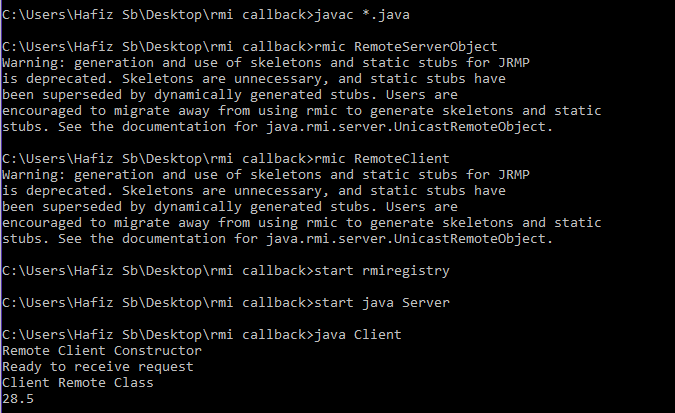 C:\Users\Hafiz Sb\Desktop\rmi callback>javac *.java
C:\Users\Hafiz Sb\Desktop\rmi callback>rmic RemoteServerObject
Warning: generation and use of skeletons and static stubs for JRMP
is deprecated. Skeletons are unnecessary, and static stubs have
been superseded by dynamically generated stubs. Users are
encouraged to migrate away from using rmic to generate skeletons and static
stubs. See the documentation for java.rmi.server.UnicastRemoteObject.
C:\Users\Hafiz Sb\Desktop\rmi callback>rmic RemoteClient
Warning: generation and use of skeletons and static stubs for JRMP
is deprecated. Skeletons are unnecessary, and static stubs have
been superseded by dynamically generated stubs. Users are
encouraged to migrate away from using rmic to generate skeletons and static
stubs. See the documentation for java.rmi.server.UnicastRemoteObject.
C:\Users\Hafiz Sb\Desktop\rmi callback>start rmiregistry
C:\Users\Hafiz Sb\Desktop\rmi callback>start java Server
C:\Users\Hafiz Sb\Desktop\rmi callback>java Client
Remote Client Constructor
Ready to receive request
Client Remote Class
28.5